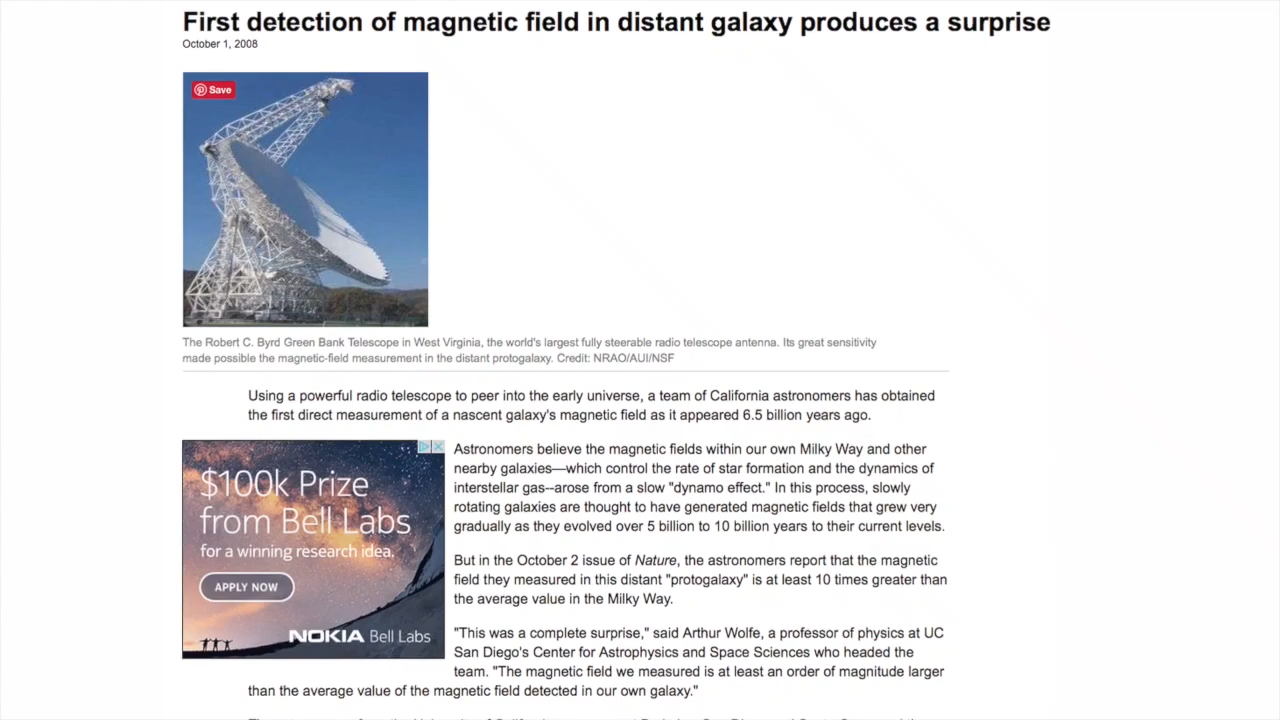 First detection of magnetic field in distant galaxy produces a surprise
October 1, 2008
Save
The Robert C. Byrd Green Bank Telescope in West Virginia, the world's largest fully steerable radio telescope antenna. Its great sensitivity
made possible the magnetic-field measurement in the distant protogalaxy. Credit: NRAO/AUI/NSF
Using a powerful radio telescope to peer into the early universe, a team of California astronomers has obtained
the first direct measurement of a nascent galaxy's magnetic field as it appeared 6.5 billion years ago.
$100k Prize
from Bell Labs
for a winning research idea.
APPLY NOW
NOKIA Bell Labs
Astronomers believe the magnetic fields within our own Milky Way and other
nearby galaxies—which control the rate of star formation and the dynamics of
interstellar gas--arose from a slow "dynamo effect." In this process, slowly
rotating galaxies are thought to have generated magnetic fields that grew very
gradually as they evolved over 5 billion to 10 billion years to their current levels.
But in the October 2 issue of Nature, the astronomers report that the magnetic
field they measured in this distant "protogalaxy" is at least 10 times greater than
the average value in the Milky Way.
"This was a complete surprise," said Arthur Wolfe, a professor of physics at UC
San Diego's Center for Astrophysics and Space Sciences who headed the
team. "The magnetic field we measured is at least an order of magnitude larger
than the average value of the magnetic field detected in our own galaxy."